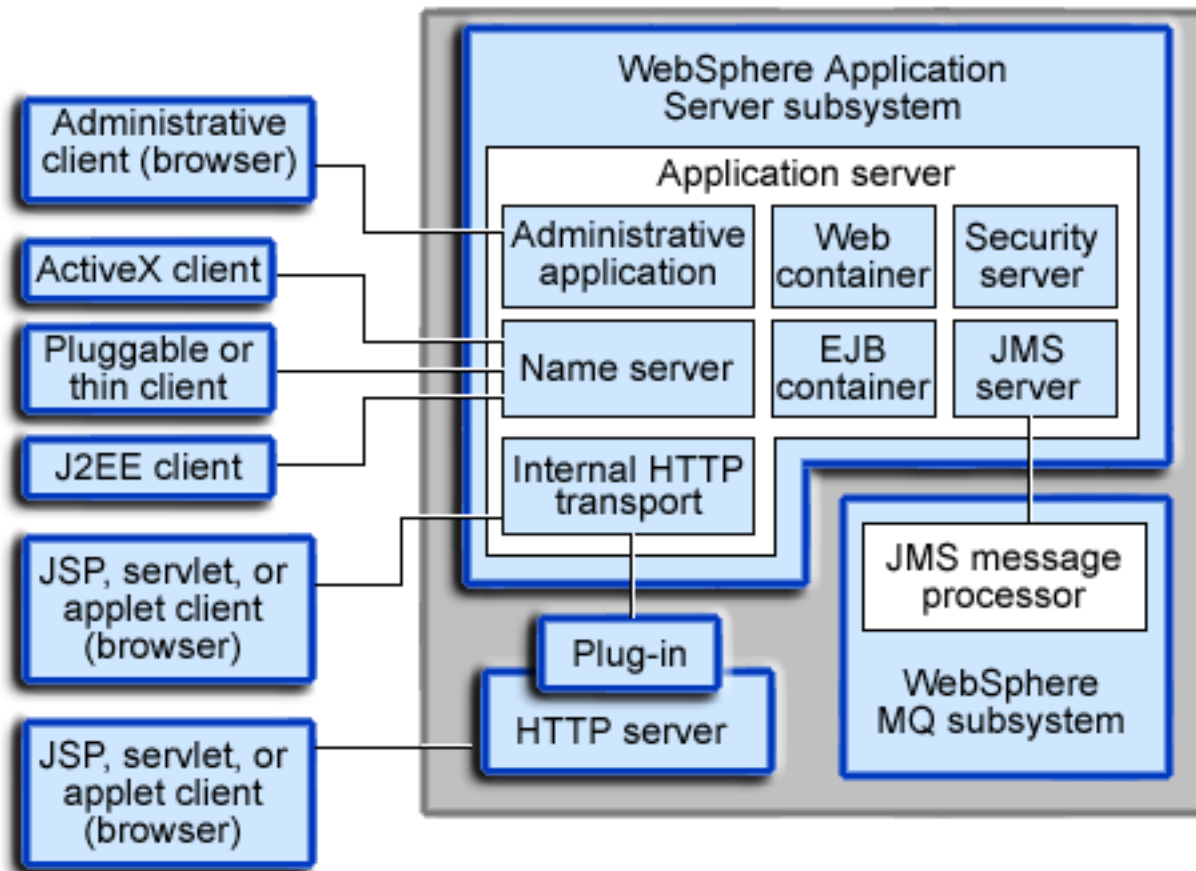 WebSphere Application
Server subsystem
Administrative
client (browser)
Application server
Administrative
application
Web
container
Security
server
ActiveX client
Pluggable or
thin client
Name server
EJB
container
JMS
server
J2EE client
Internal HTTP
transport
JSP, servlet, or
applet client
(browser)
JMS message
processor
Plug-in
HTTP server
WebSphere
MQ subsystem
JSP, servlet, or
applet client
(browser)